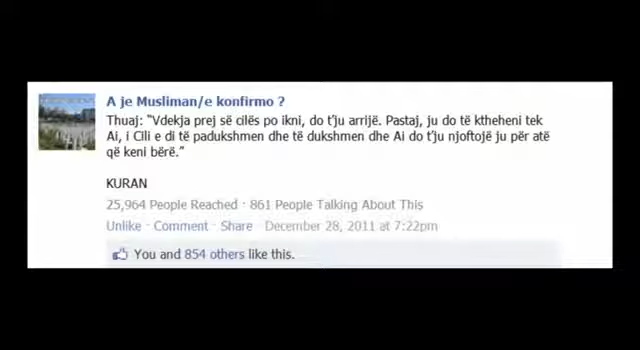 A je Musliman/e konfirmo ?
Thuaj: "Vdekja prej së cilës po ikni, do t'ju arrijë. Pastaj, ju do të ktheheni tek
Ai, i Cili e di të padukshmen dhe të dukshmen dhe Ai do t'ju njoftojë ju për atë
që keni bërë."
KURAN
25,964 People Reached · 861 People Talking About This
Unlike · Comment · Share · December 28, 2011 at 7:22pm
You and 854 others like this.